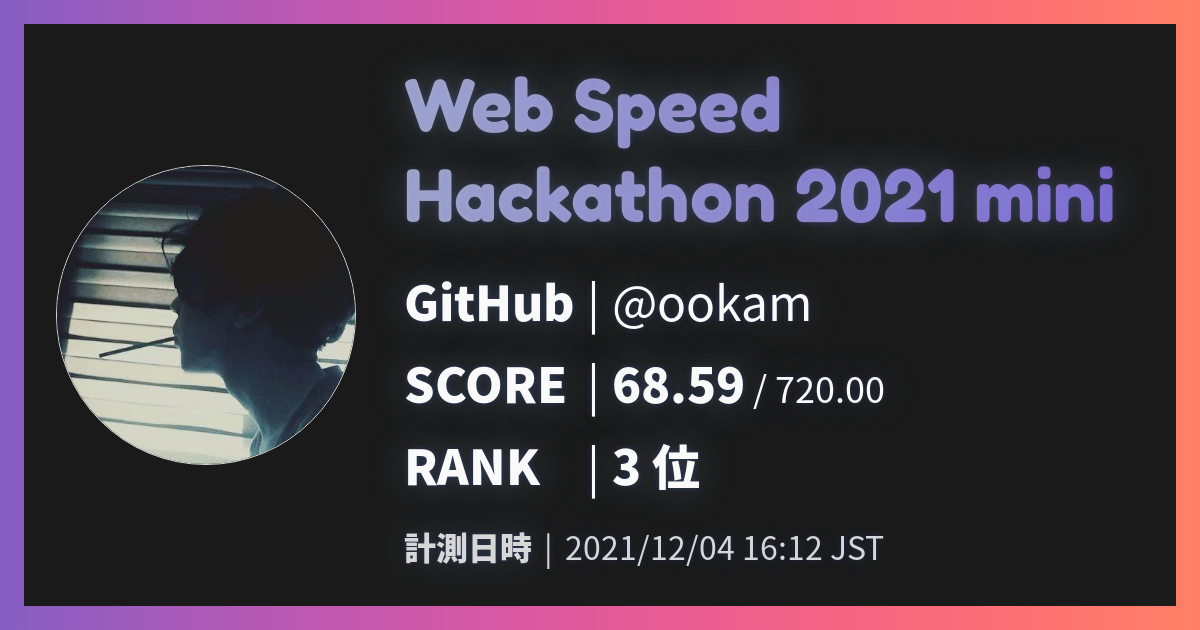 Web Speed
Hackathon 2021 mini
GitHub | @ookam
SCORE | 68.59 / 720.00
RANK | 3 位
計測日時 | 2021/12/04 16:12 JST